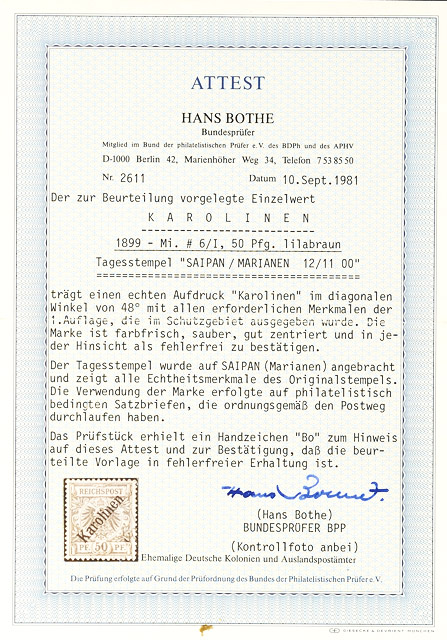 ATTEST
HANS BOTHE
Bundesprüfer
Mitglied im Bund der philatelistischen Prüfer e.V. des BDPh und des APHV
D-1000 Berlin 42, Marienhöher Weg 34, Telefon 7538550
Nr. 2611 Datum 10.Sept.1981
Der zur Beurteilung vorgelegte Einzelwert
K A R O L I N E N
1899 - Mi. # 6/I, 50 Pfg. lilabraun
Tagesstempel "SAIPAN/MARIANEN 12/11 00"
trägt einen echten Aufdruck "Karolinen" im diagonalen
Winkel von 48° mit allen erforderlichen Merkmalen der
1.Auflage, die im Schutzgebiet ausgegeben wurde. Die
Marke ist farbfrisch, sauber, gut zentriert und in je-
der Hinsicht als fehlerfrei zu bestätigen.
Der Tagesstempel wurde auf SAIPAN(Marianen) angebracht
und zeigt alle Echtheitsmerkmale des Originalstempels.
Die Verwendung der Marke erfolgte auf philatelistisch
bedingten Satzbriefen, die ordnungsgemäß den Postweg
durchlaufen haben.
Das Prüfstück erhielt ein Handzeichen "Bo" zum Hinweis
auf dieses Attest und zur Bestätigung, daß die beur-
teilte Vorlage in fehlerfreier Erhaltung ist.
REICHSPOST
Karolinen
PF. 50 PF.
(Hans Bothe)
BUNDESPRÜFER BPP
(Kontrollfoto anbei)
Ehemalige Deutsche Kolonien und Auslandspostämter
Die Prüfung erfolgte auf Grund der Prüfordnung des Bundes der Philatelistischen Prüfer e.V.
GIESECKE & DEVRIENT MÜNCHEN